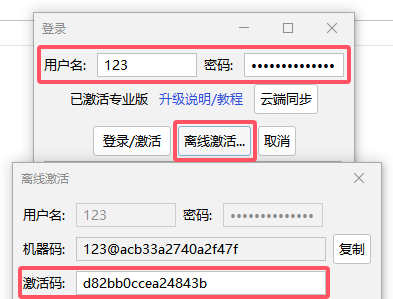 登录
用户名: 123 密码: ••••••••••••••
已激活专业版 升级说明/教程 云端同步
登录/激活 离线激活... 取消
离线激活
用户名: 123 密码: ••••••••••••••
机器码: 123@acb33a2740a2f47f 复制
激活码: d82bb0ccea24843b